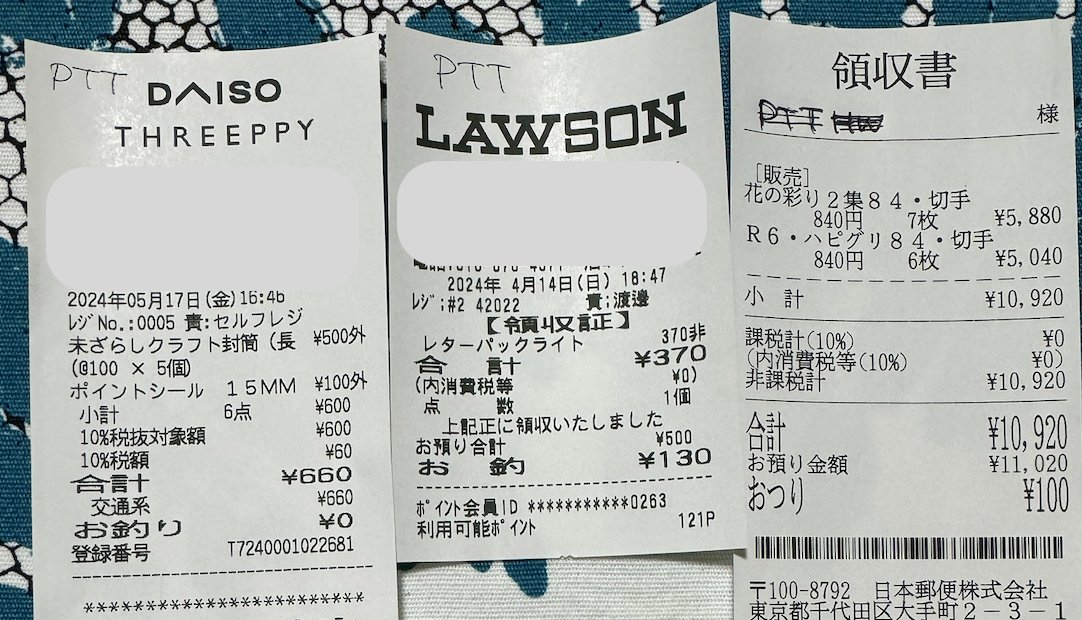 PTT
DAISO
THREEPPY
2024年05月17日(金)16:46
ﾚｼﾞNo.:0005 責:セルフレジ
未ざらしクラフト封筒（長 ¥500外
(@100 × 5個)
ポイントシール １５ＭＭ ¥100外
小計 6点 ¥600
10%税抜対象額 ¥600
10%税額 ¥60
合計 ¥660
交通系 ¥660
お釣り ¥0
登録番号 T7240001022681
************************
PTT
LAWSON
2024年 4月14日(日) 18:47
ﾚｼﾞ:#2 42022 責:渡邊
【領収証】
レターパックライト 370非
合 計 ¥370
(内消費税等 ¥0)
点 数 1個
上記正に領収いたしました
お預り合計 ¥500
お 釣 ¥130
ﾎﾟｲﾝﾄ会員ID ***********0263
利用可能ﾎﾟｲﾝﾄ 121P
領収書
PTT 様
[販売]
花の彩り２集８４・切手
840円 7枚 ¥5,880
Ｒ６・ハピグリ８４・切手
840円 6枚 ¥5,040
小 計 ¥10,920
課税計(10%) ¥0
(内消費税等(10%) ¥0)
非課税計 ¥10,920
合計 ¥10,920
お預り金額 ¥11,020
おつり ¥100
〒100-8792 日本郵便株式会社
東京都千代田区大手町２－３－１